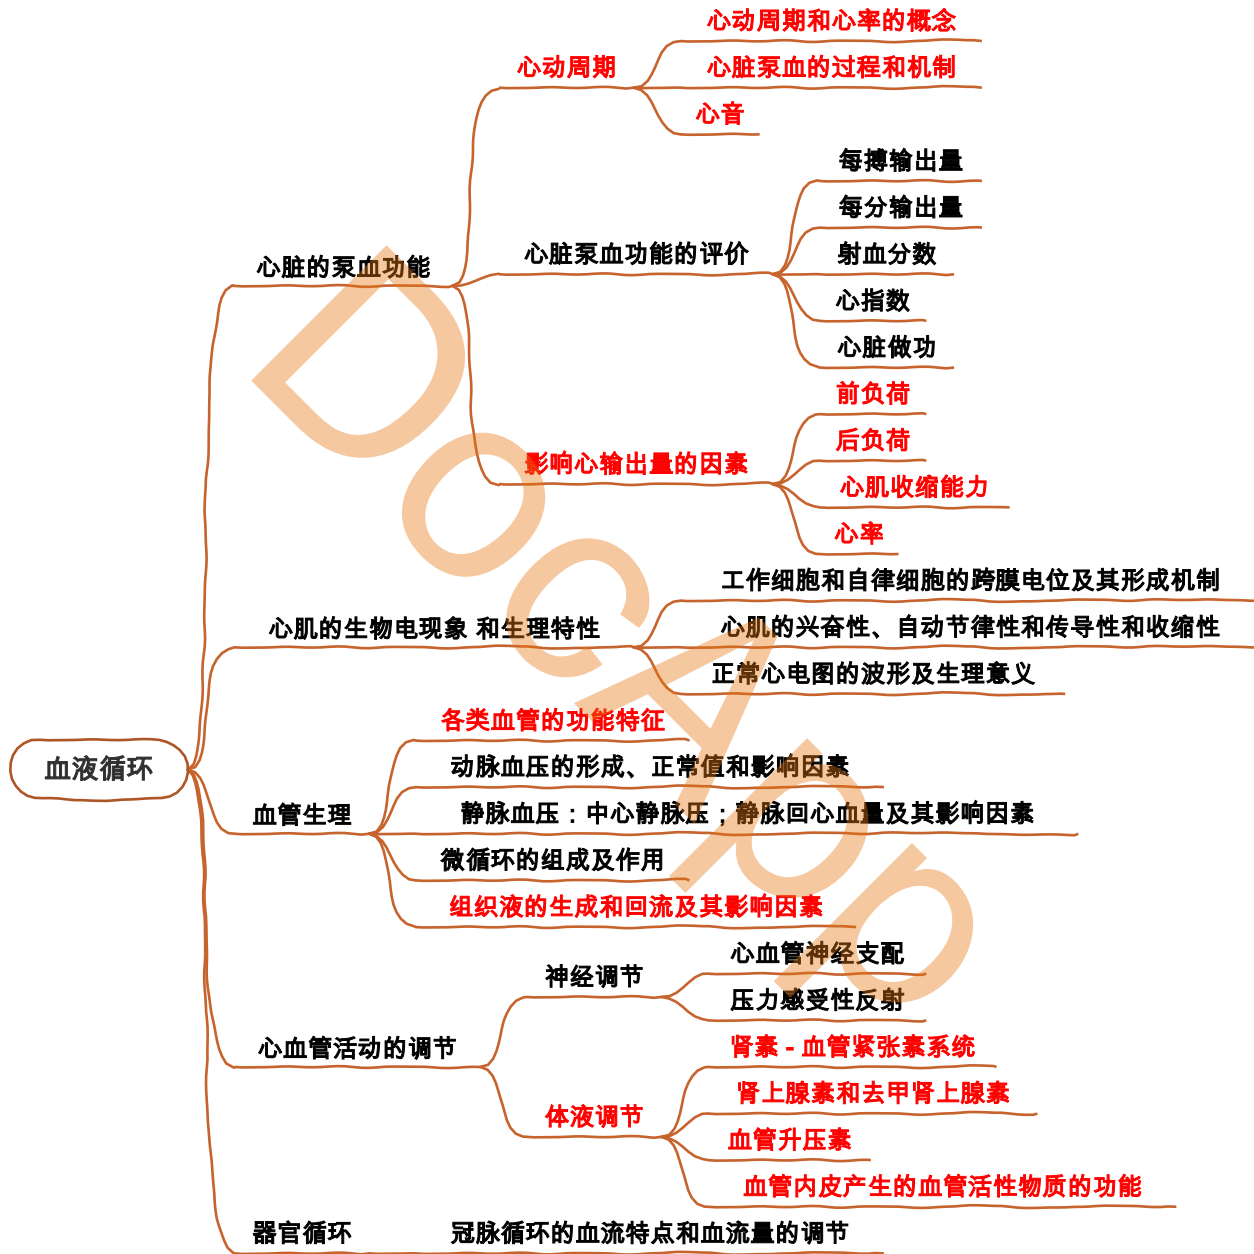 血液循环
心脏的泵血功能
心动周期
心动周期和心率的概念
心脏泵血的过程和机制
心音
心脏泵血功能的评价
每搏输出量
每分输出量
射血分数
心指数
心脏做功
影响心输出量的因素
前负荷
后负荷
心肌收缩能力
心率
心肌的生物电现象 和生理特性
工作细胞和自律细胞的跨膜电位及其形成机制
心肌的兴奋性、自动节律性和传导性和收缩性
正常心电图的波形及生理意义
血管生理
各类血管的功能特征
动脉血压的形成、正常值和影响因素
静脉血压：中心静脉压；静脉回心血量及其影响因素
微循环的组成及作用
组织液的生成和回流及其影响因素
心血管活动的调节
神经调节
心血管神经支配
压力感受性反射
体液调节
肾素 - 血管紧张素系统
肾上腺素和去甲肾上腺素
血管升压素
血管内皮产生的血管活性物质的功能
器官循环
冠脉循环的血流特点和血流量的调节
DocApp